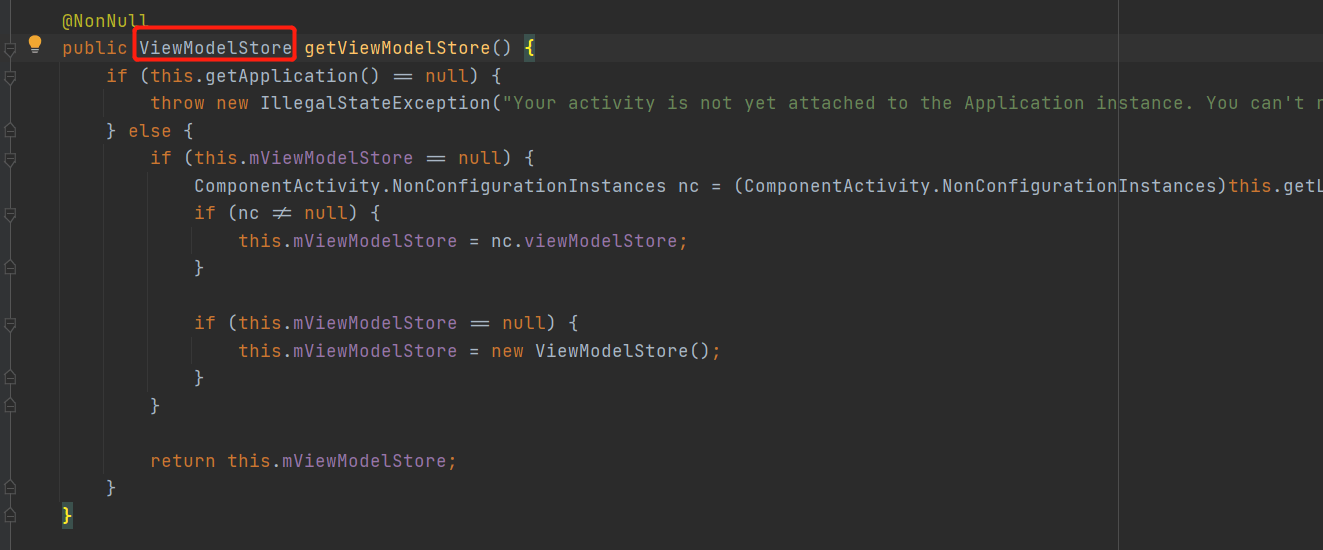 @NonNull
public ViewModelStore getViewModelStore() {
if (this.getApplication() == null) {
throw new IllegalStateException("Your activity is not yet attached to the Application instance. You can't
} else {
if (this.mViewModelStore == null) {
ComponentActivity.NonConfigurationInstances nc = (ComponentActivity.NonConfigurationInstances)this.getL
if (nc ≠ null) {
this.mViewModelStore = nc.viewModelStore;
}
if (this.mViewModelStore == null) {
this.mViewModelStore = new ViewModelStore();
}
}
return this.mViewModelStore;
}
}